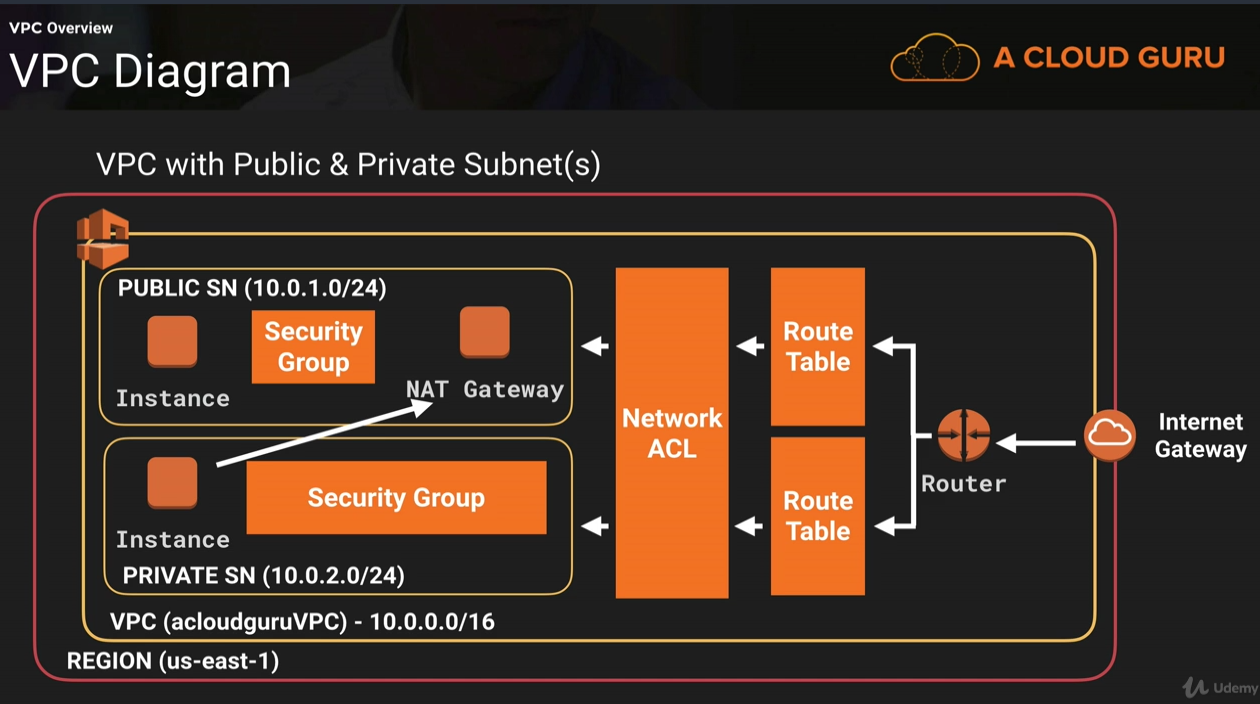 VPC Overview
VPC Diagram
A CLOUD GURU
VPC with Public & Private Subnet(s)
PUBLIC SN (10.0.1.0/24)
Instance
Security
Group
NAT Gateway
Instance
Security Group
PRIVATE SN (10.0.2.0/24)
Network
ACL
Route
Table
Route
Table
Router
Internet
Gateway
VPC (acloudguruVPC) - 10.0.0.0/16
REGION (us-east-1)
Udemy